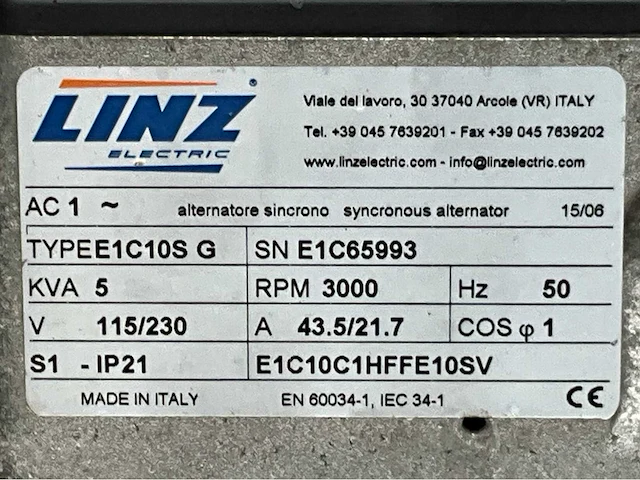 LINZ
ELECTRIC
®
Viale del lavoro, 30 37040 Arcole (VR) ITALY
Tel. +39 045 7639201 - Fax +39 045 7639202
www.linzelectric.com - info@linzelectric.com
AC 1 ~ alternatore sincrono syncronous alternator 15/06
TYPE E1C10S G SN E1C65993
KVA 5 RPM 3000 Hz 50
V 115/230 A 43.5/21.7 COS φ 1
S1 - IP21 E1C10C1HFFE10SV
MADE IN ITALY EN 60034-1, IEC 34-1 CE